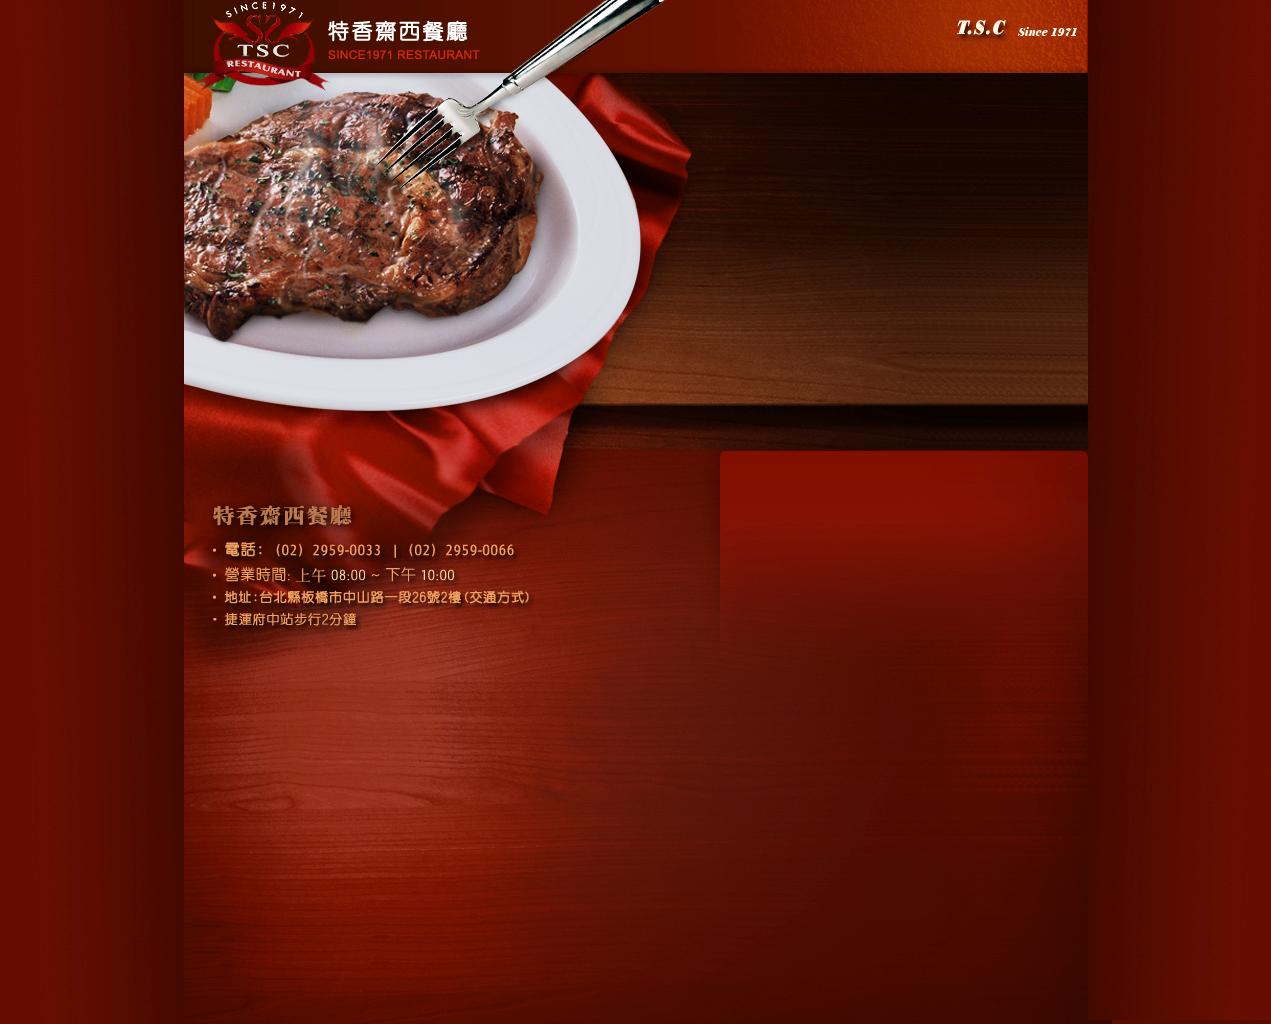 SINCE1971
TSC
RESTAURANT
特香齋西餐廳
SINCE1971 RESTAURANT
T.S.C Since 1971
特香齋西餐廳
• 電話: (02) 2959-0033 | (02) 2959-0066
• 營業時間: 上午 08:00 ~ 下午 10:00
• 地址:台北縣板橋市中山路一段26號2樓(交通方式)
• 捷運府中站步行2分鐘